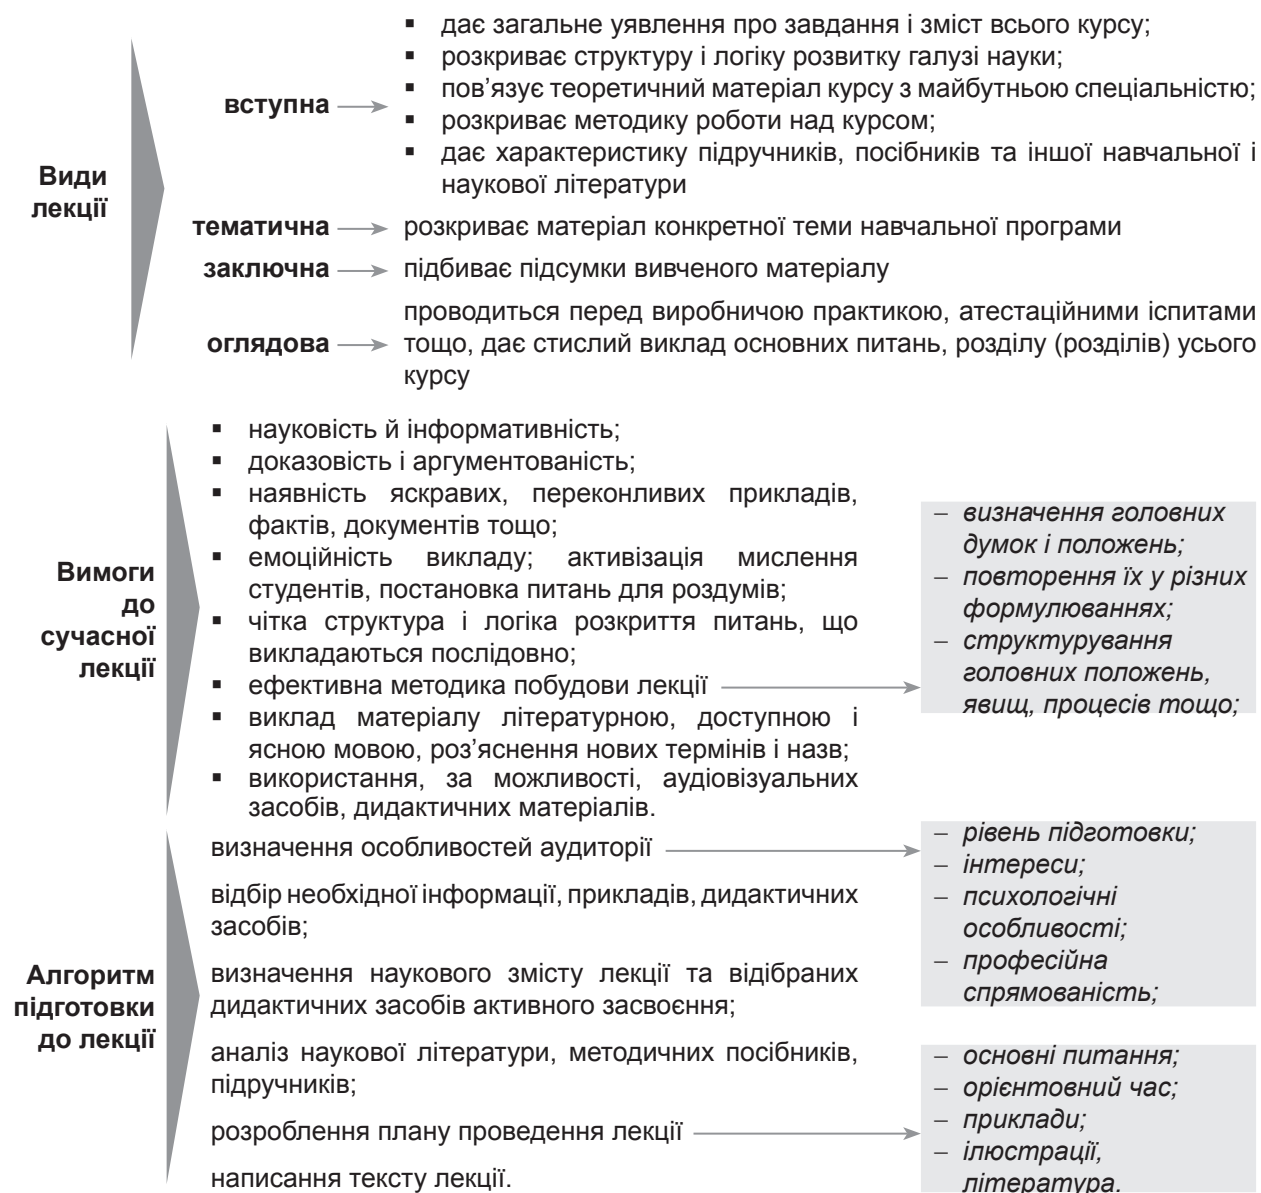 Види
лекції
вступна
▪ дає загальне уявлення про завдання і зміст всього курсу;
▪ розкриває структуру і логіку розвитку галузі науки;
▪ пов’язує теоретичний матеріал курсу з майбутньою спеціальністю;
▪ розкриває методику роботи над курсом;
▪ дає характеристику підручників, посібників та іншої навчальної і
наукової літератури
тематична
розкриває матеріал конкретної теми навчальної програми
заключна
підбиває підсумки вивченого матеріалу
оглядова
проводиться перед виробничою практикою, атестаційними іспитами
тощо, дає стислий виклад основних питань, розділу (розділів) усього
курсу
Вимоги
до
сучасної
лекції
▪ науковість й інформативність;
▪ доказовість і аргументованість;
▪ наявність яскравих, переконливих прикладів,
фактів, документів тощо;
▪ емоційність викладу; активізація мислення
студентів, постановка питань для роздумів;
▪ чітка структура і логіка розкриття питань, що
викладаються послідовно;
▪ ефективна методика побудови лекції
– визначення головних
думок і положень;
– повторення їх у різних
формулюваннях;
– структурування
головних положень,
явищ, процесів тощо;
▪ виклад матеріалу літературною, доступною і
ясною мовою, роз’яснення нових термінів і назв;
▪ використання, за можливості, аудіовізуальних
засобів, дидактичних матеріалів.
Алгоритм
підготовки
до лекції
визначення особливостей аудиторії
– рівень підготовки;
– інтереси;
– психологічні
особливості;
– професійна
спрямованість;
відбір необхідної інформації, прикладів, дидактичних
засобів;
визначення наукового змісту лекції та відібраних
дидактичних засобів активного засвоєння;
аналіз наукової літератури, методичних посібників,
підручників;
розроблення плану проведення лекції
– основні питання;
– орієнтовний час;
– приклади;
– ілюстрації,
література.
написання тексту лекції.